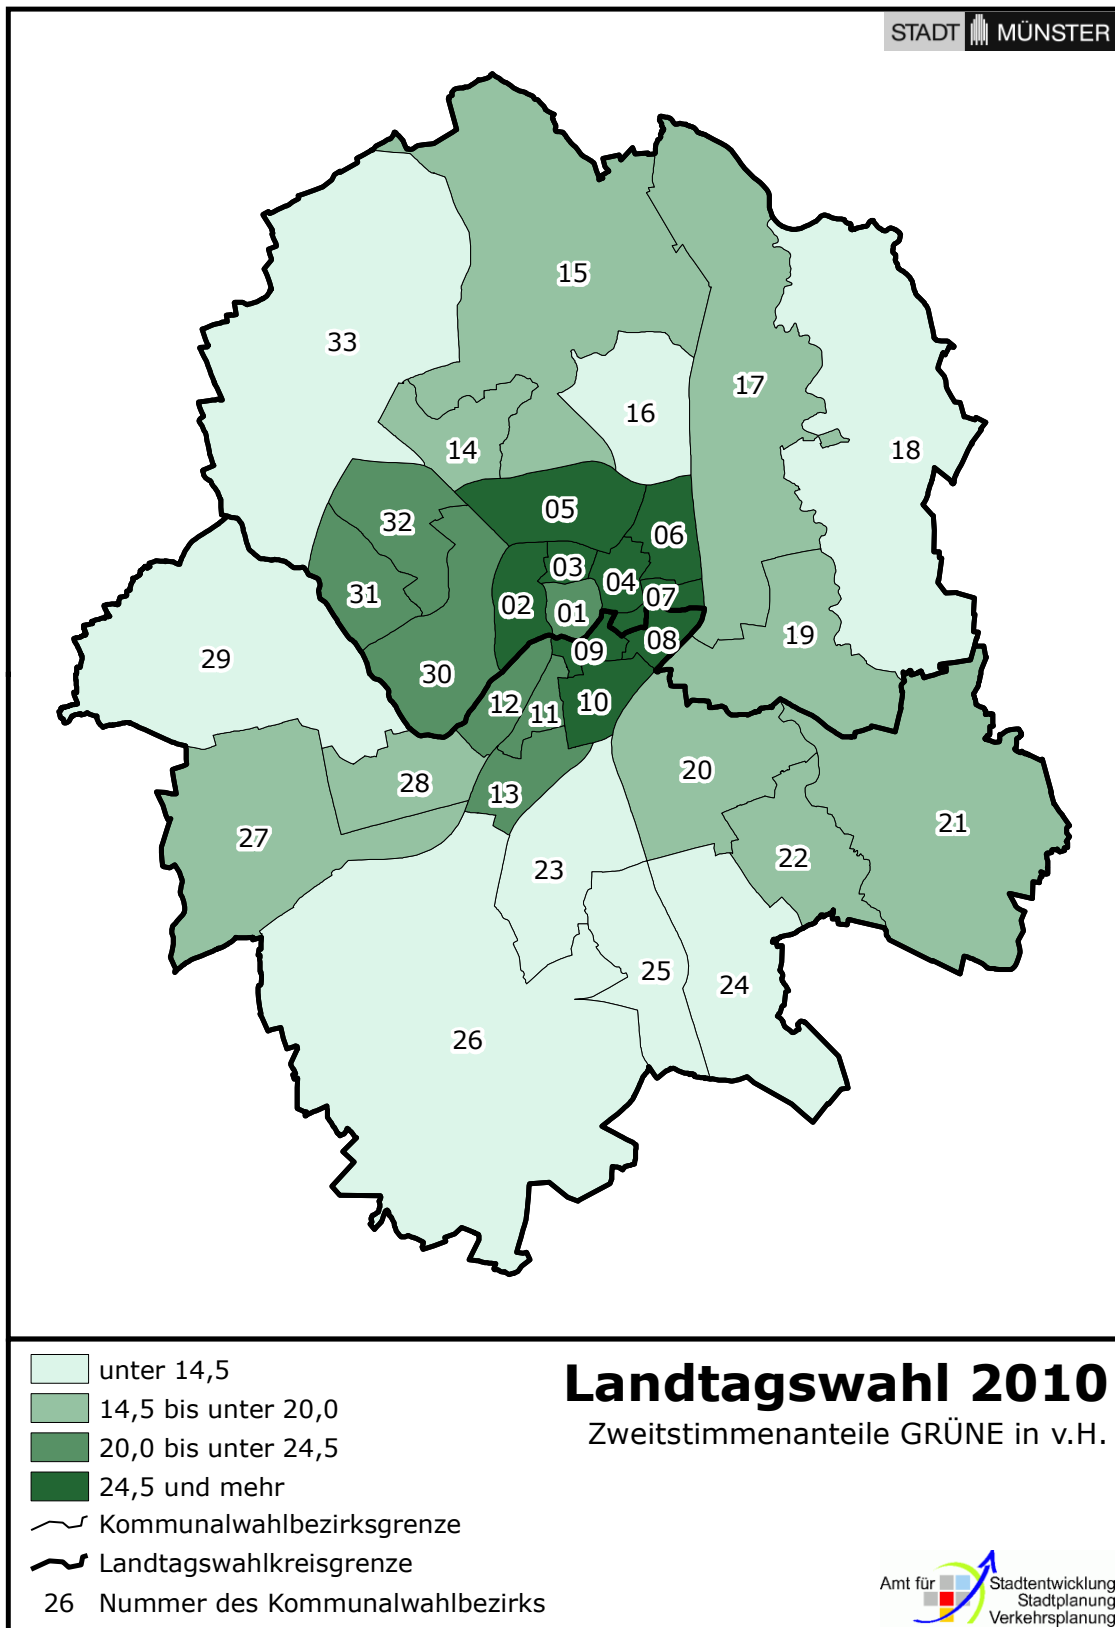 STADT MÜNSTER
15
33
17
16
14
18
05
32
06
03
04
02
07
31
01
19
08
29
09
30
12
10
11
20
28
13
21
27
22
23
25
24
26
unter 14,5
14,5 bis unter 20,0
20,0 bis unter 24,5
24,5 und mehr
Kommunalwahlbezirksgrenze
Landtagswahlkreisgrenze
26 Nummer des Kommunalwahlbezirks
Landtagswahl 2010
Zweitstimmenanteile GRÜNE in v.H.
Amt für Stadtentwicklung
Stadtplanung
Verkehrsplanung